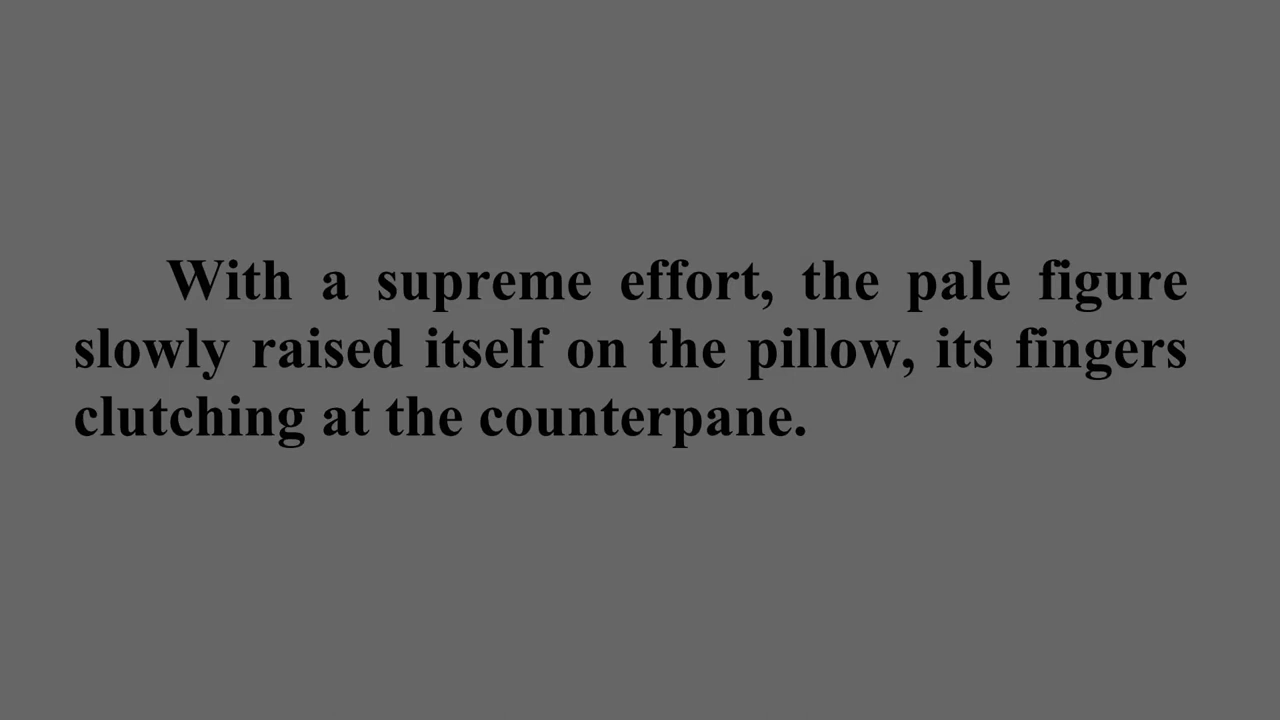 With a supreme effort, the pale figure
slowly raised itself on the pillow, its fingers
clutching at the counterpane.